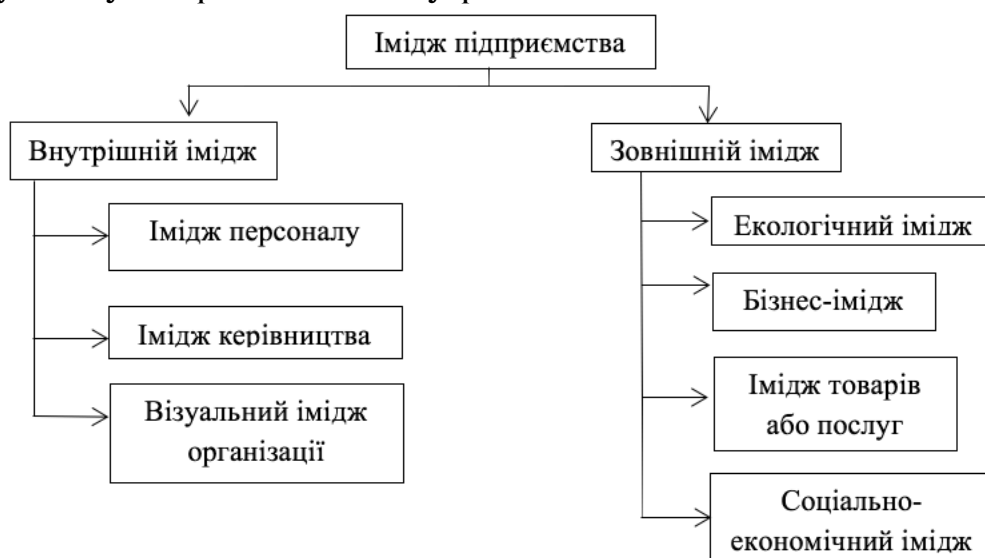 Імідж підприємства
Внутрішній імідж
Імідж персоналу
Імідж керівництва
Візуальний імідж
організації
Зовнішній імідж
Екологічний імідж
Бізнес-імідж
Імідж товарів
або послуг
Соціально-
економічний імідж